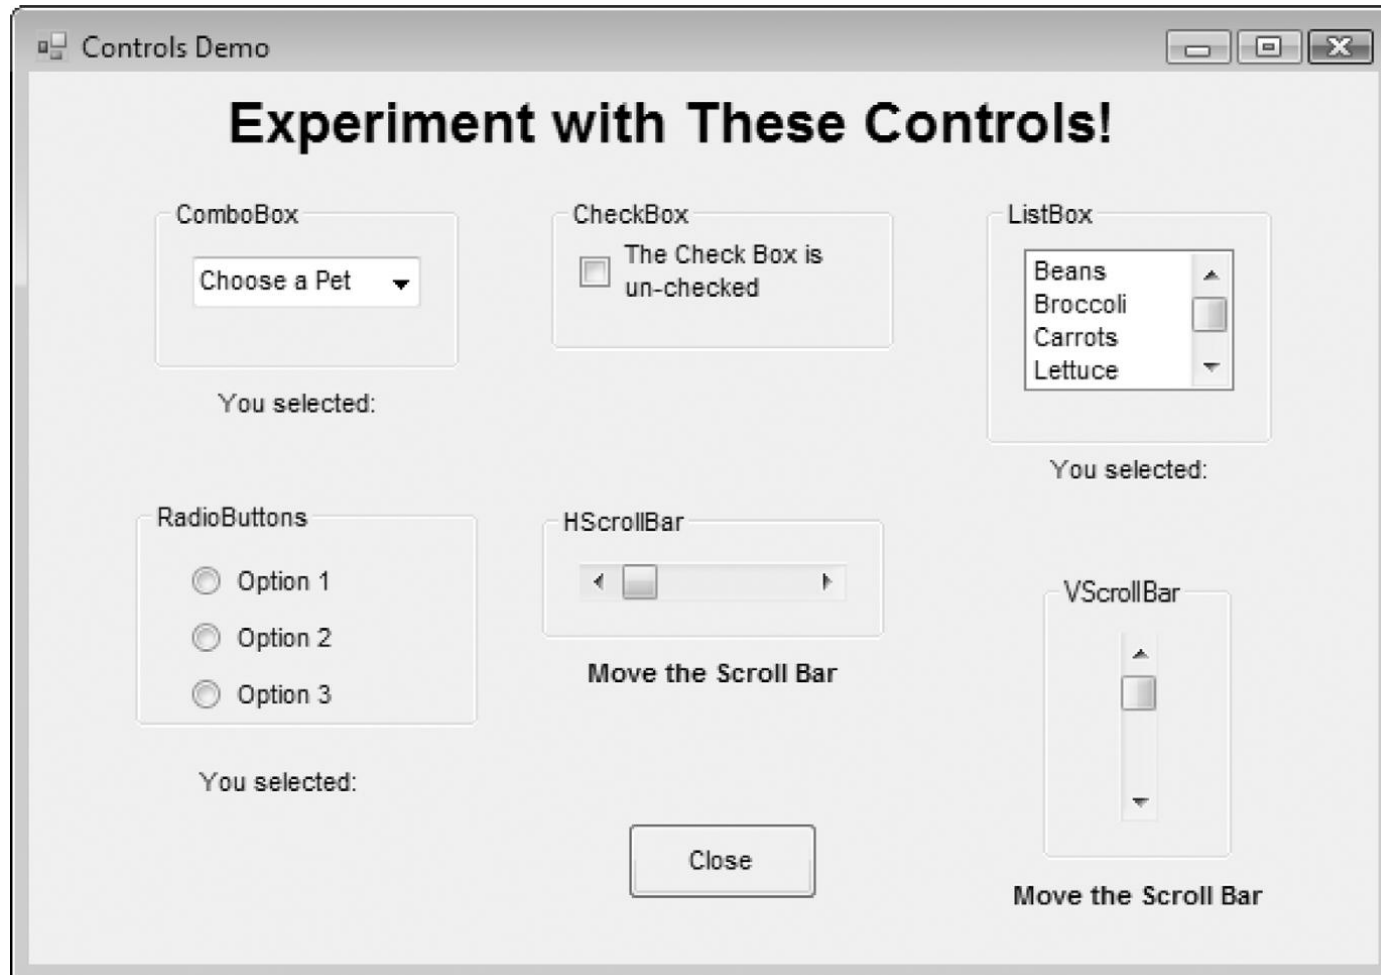 Controls Demo
Experiment with These Controls!
ComboBox
Choose a Pet
You selected:
CheckBox
The Check Box is
un-checked
ListBox
Beans
Broccoli
Carrots
Lettuce
You selected:
RadioButtons
Option 1
Option 2
Option 3
You selected:
HScrollBar
Move the Scroll Bar
VScrollBar
Move the Scroll Bar
Close